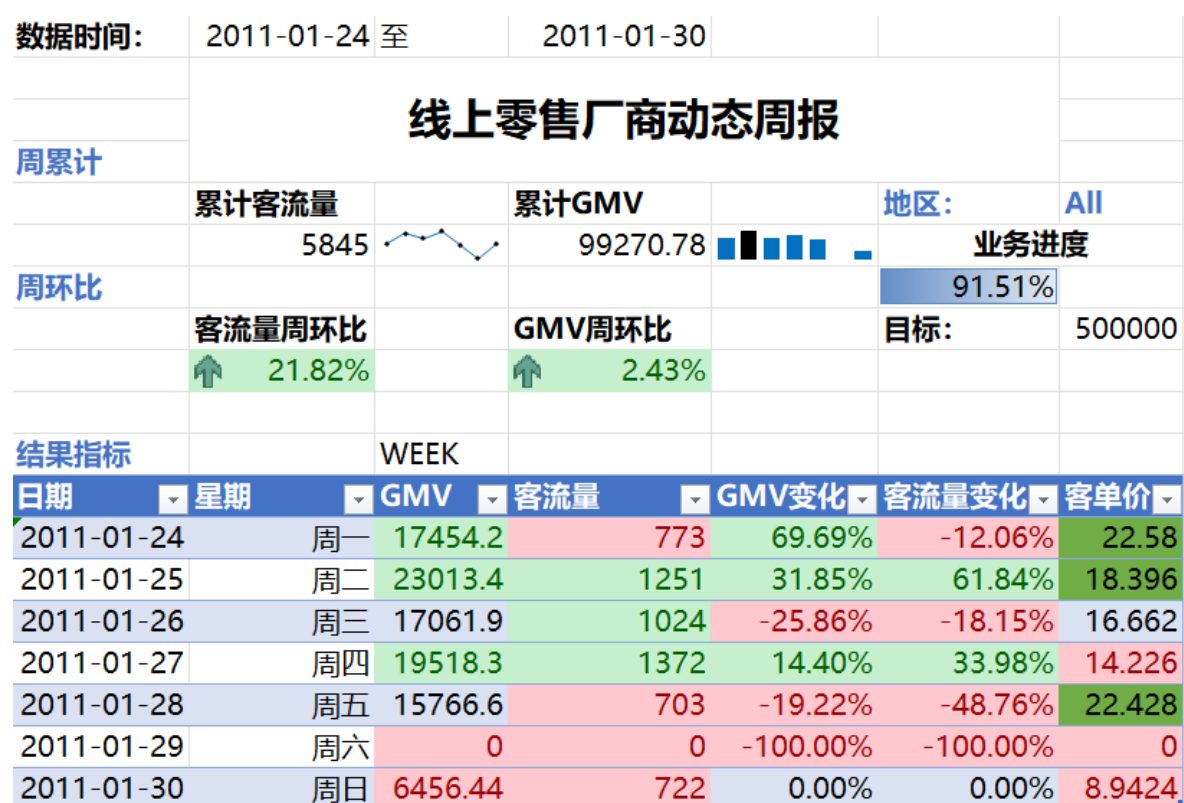 数据时间： 2011-01-24 至 2011-01-30
线上零售厂商动态周报
周累计
累计客流量 累计GMV 地区： All
5845 99270.78 业务进度
周环比 91.51%
客流量周环比 GMV周环比 目标： 500000
21.82% 2.43%
结果指标 WEEK
日期 星期 GMV 客流量 GMV变化 客流量变化 客单价
2011-01-24 周一 17454.2 773 69.69% -12.06% 22.58
2011-01-25 周二 23013.4 1251 31.85% 61.84% 18.396
2011-01-26 周三 17061.9 1024 -25.86% -18.15% 16.662
2011-01-27 周四 19518.3 1372 14.40% 33.98% 14.226
2011-01-28 周五 15766.6 703 -19.22% -48.76% 22.428
2011-01-29 周六 0 0 -100.00% -100.00% 0
2011-01-30 周日 6456.44 722 0.00% 0.00% 8.9424